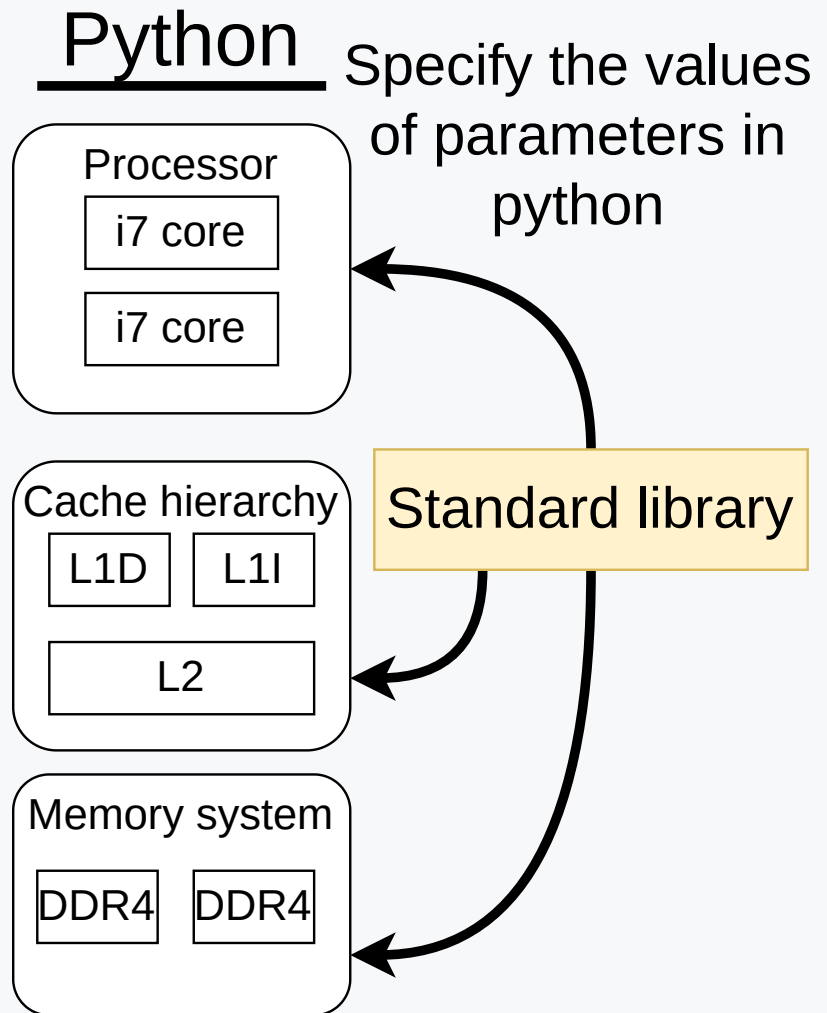 Python
Specify the values
of parameters in
python
Processor
i7 core
i7 core
Standard library
Cache hierarchy
L1D L1I
L2
Memory system
DDR4 DDR4